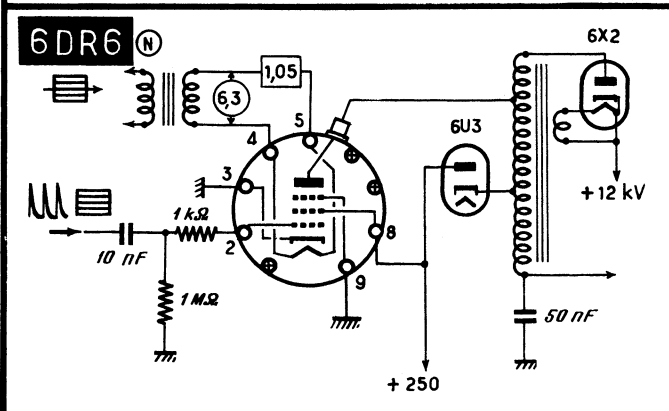 6DR6 N
6X2
1,05
6,3
5
6U3
4
3
+12 kV
1 kΩ
2
8
10 nF
9
1 MΩ
50 nF
+250